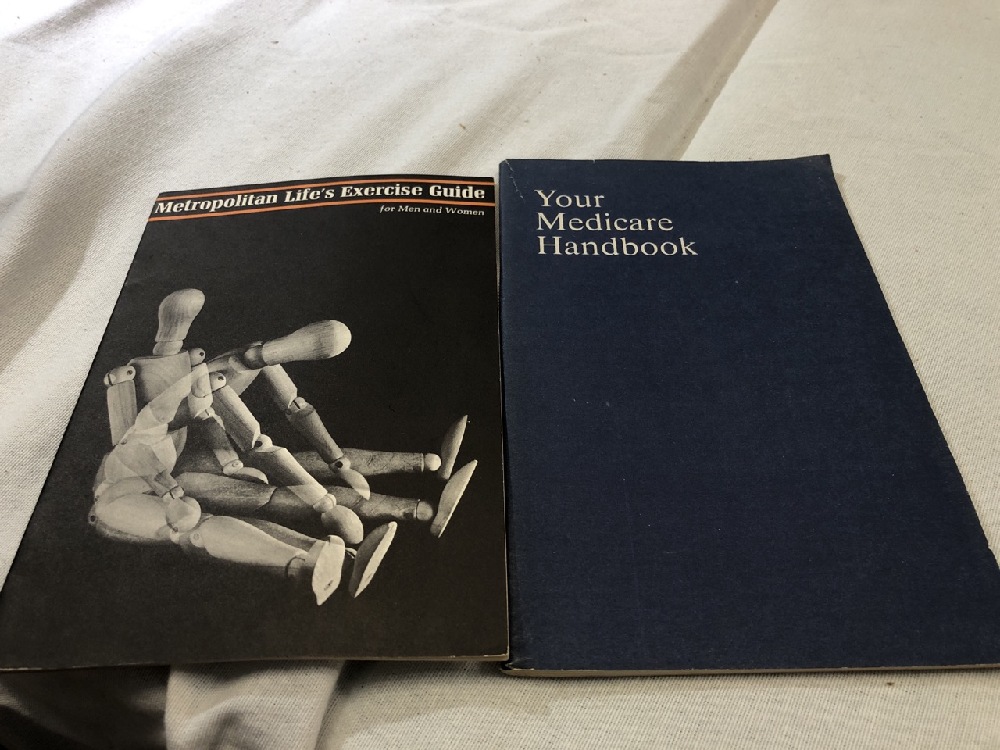 Metropolitan Life's Exercise Guide
for Men and Women
Your
Medicare
Handbook